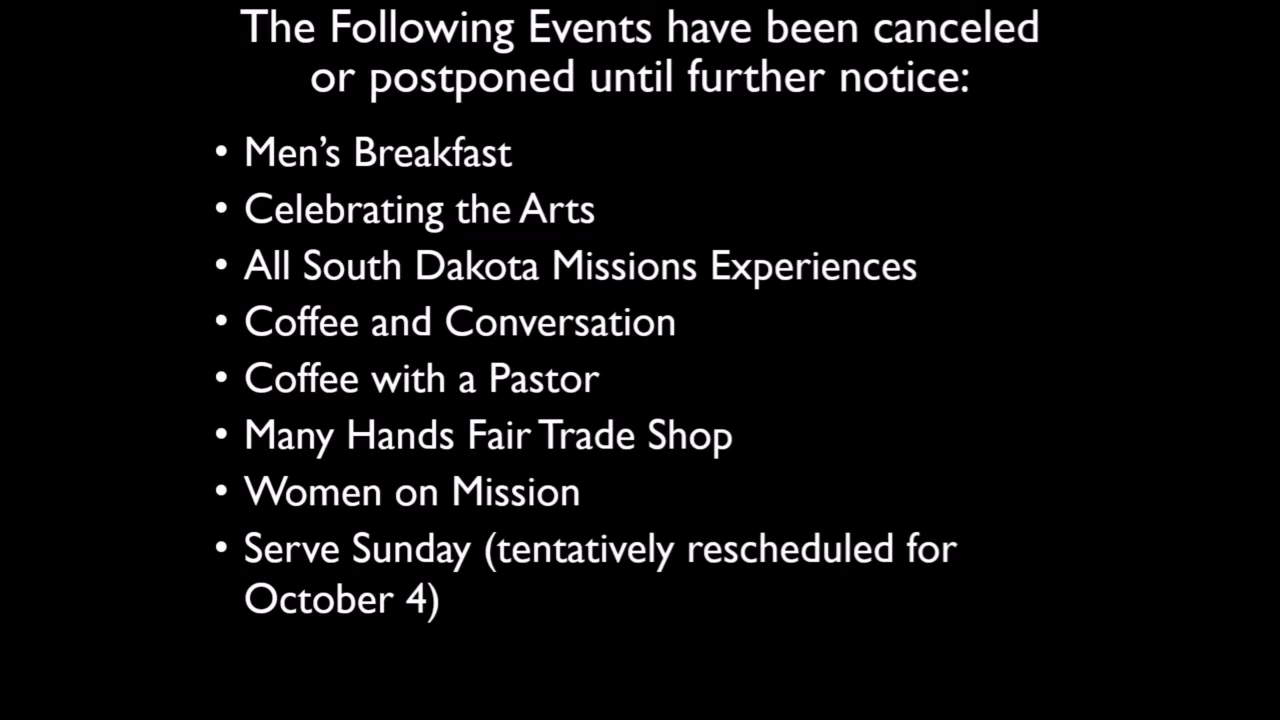 The Following Events have been canceled
or postponed until further notice:
• Men’s Breakfast
• Celebrating the Arts
• All South Dakota Missions Experiences
• Coffee and Conversation
• Coffee with a Pastor
• Many Hands Fair Trade Shop
• Women on Mission
• Serve Sunday (tentatively rescheduled for
October 4)